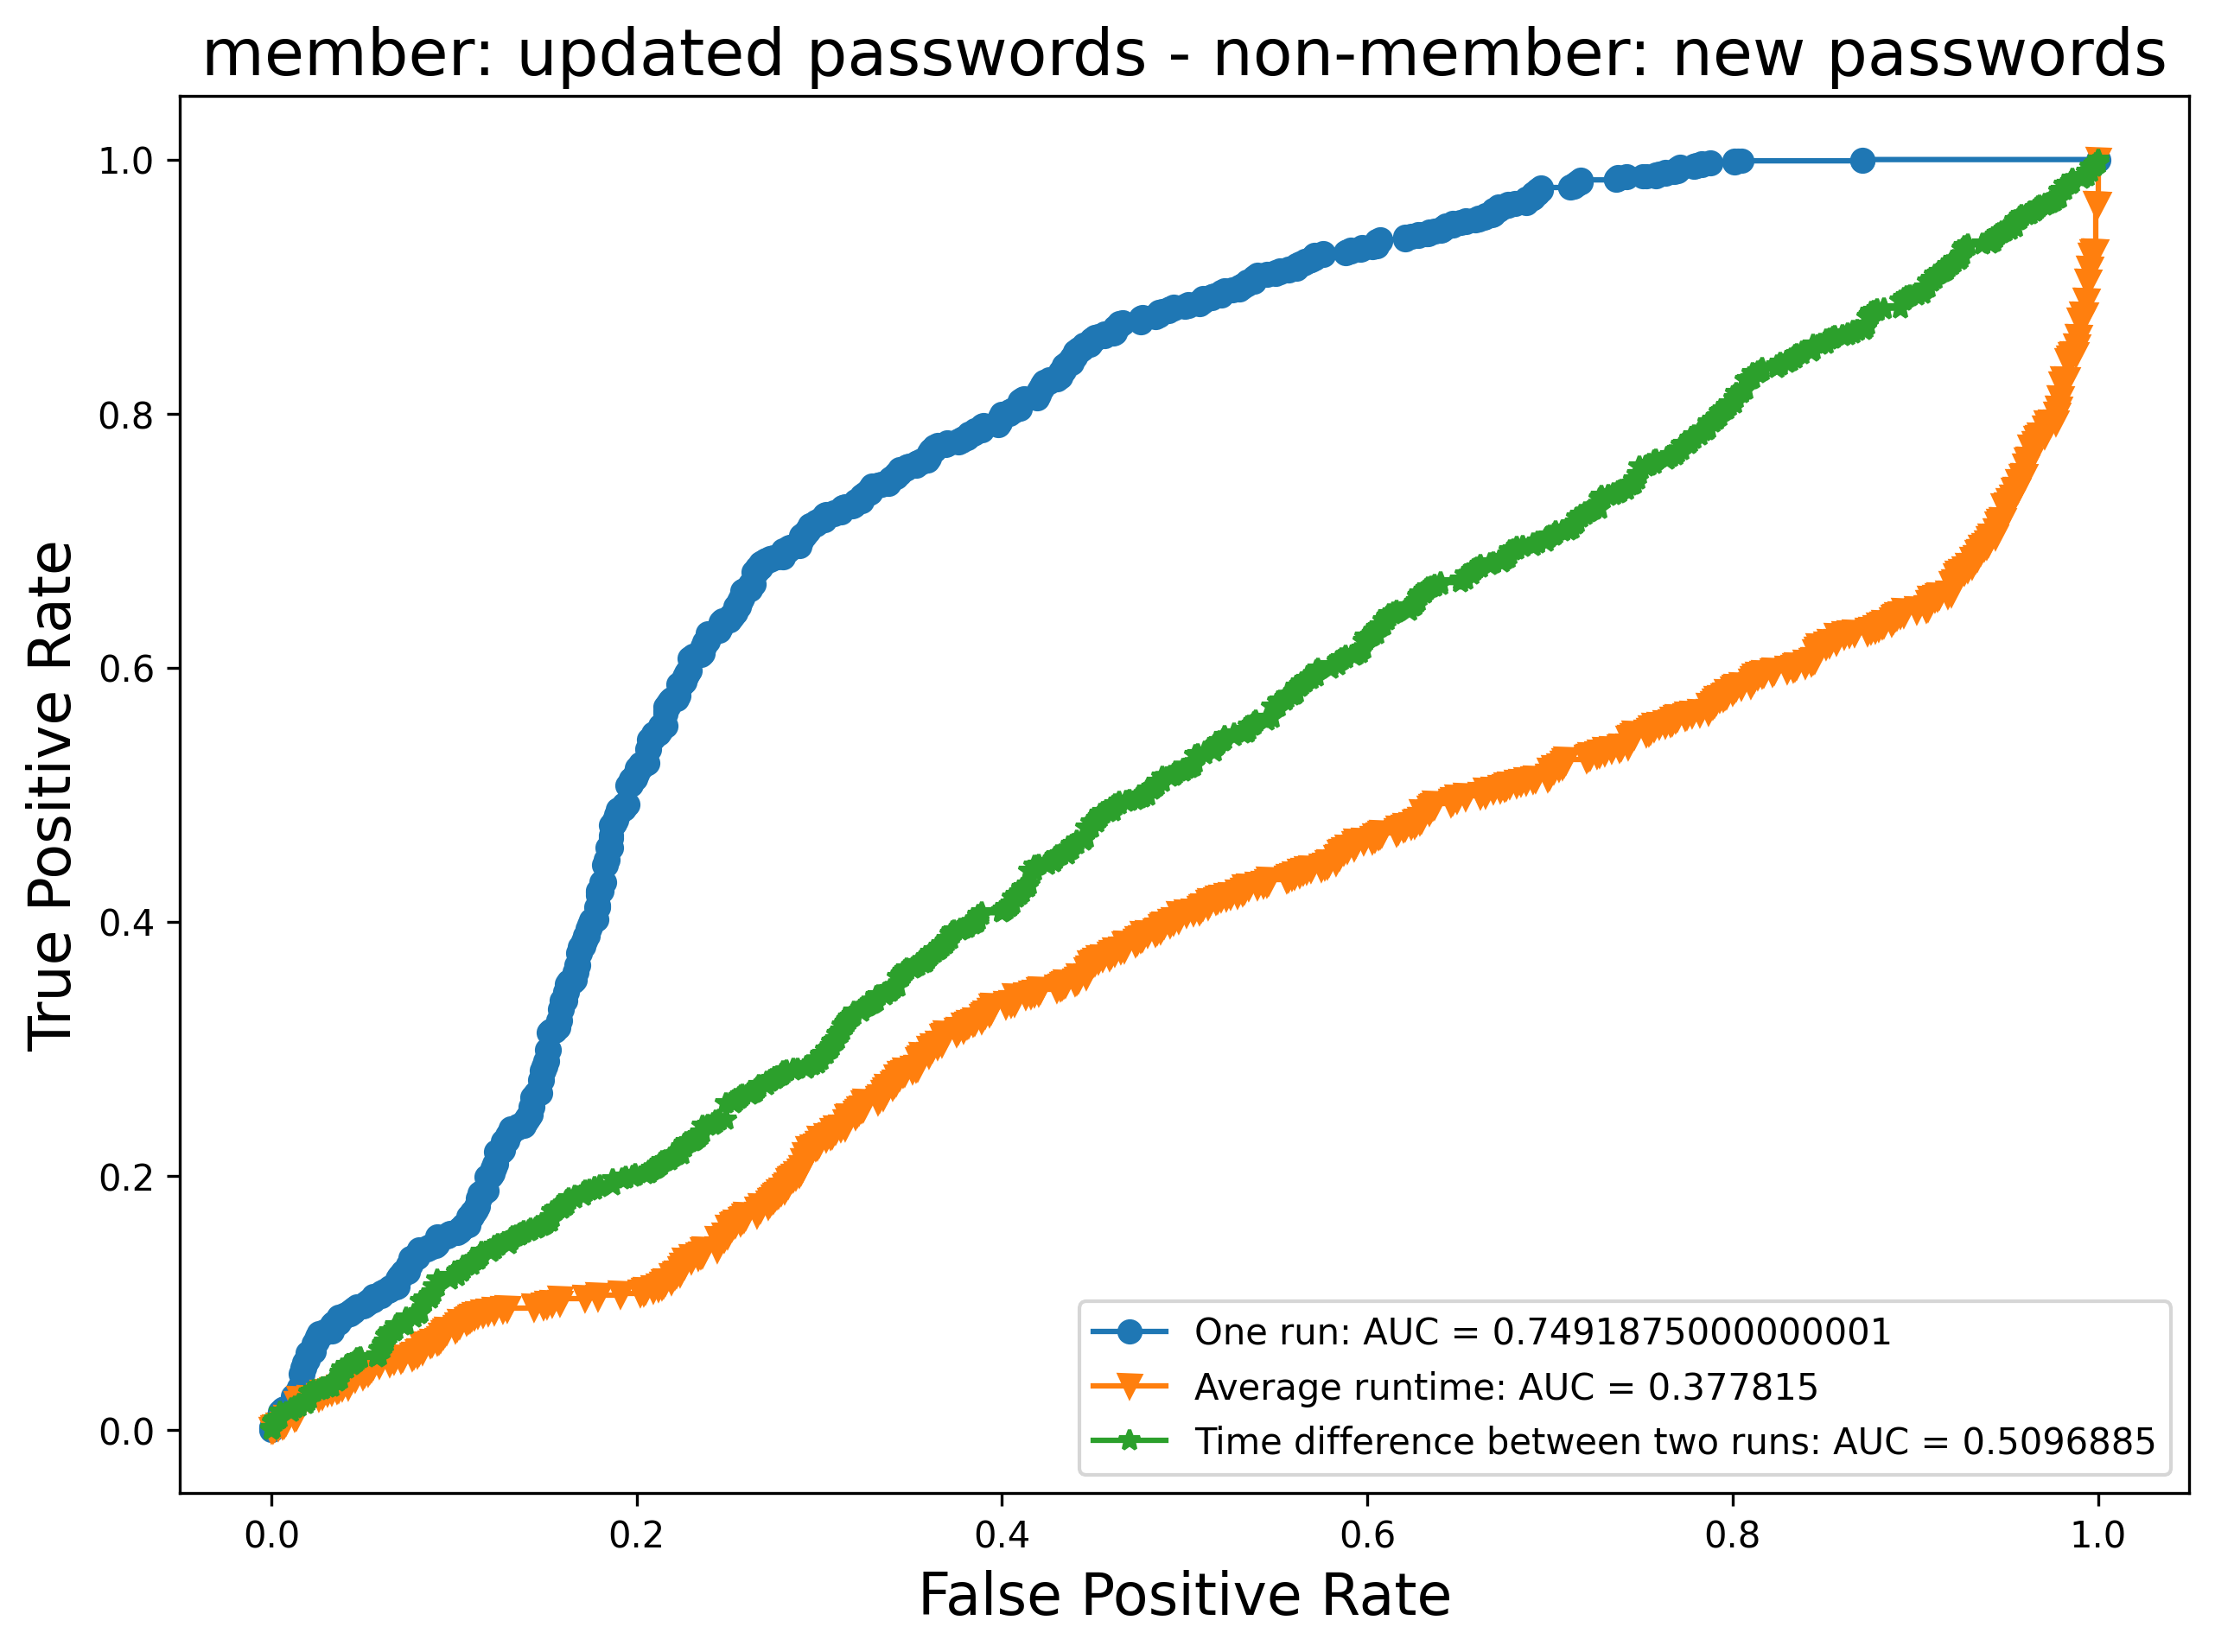 member: updated passwords - non-member: new passwords
True Positive Rate
1.0
0.8
0.6
0.4
0.2
0.0
One run: AUC = 0.7491875000000001
Average runtime: AUC = 0.377815
Time difference between two runs: AUC = 0.5096885
0.0 0.2 0.4 0.6 0.8 1.0
False Positive Rate